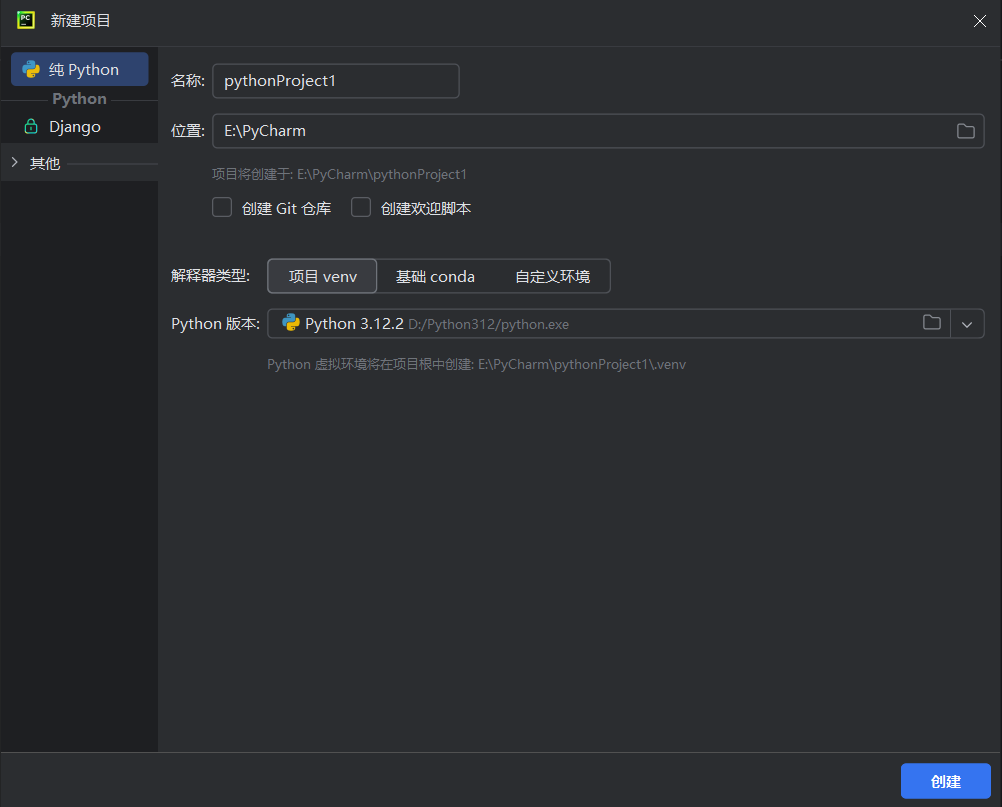 PC 新建项目
纯 Python
Python
Django
其他
名称: pythonProject1
位置: E:\PyCharm
项目将创建于: E:\PyCharm\pythonProject1
创建 Git 仓库 创建欢迎脚本
解释器类型: 项目 venv 基础 conda 自定义环境
Python 版本: Python 3.12.2 D:/Python312/python.exe
Python 虚拟环境将在项目根中创建: E:\PyCharm\pythonProject1\.venv
创建